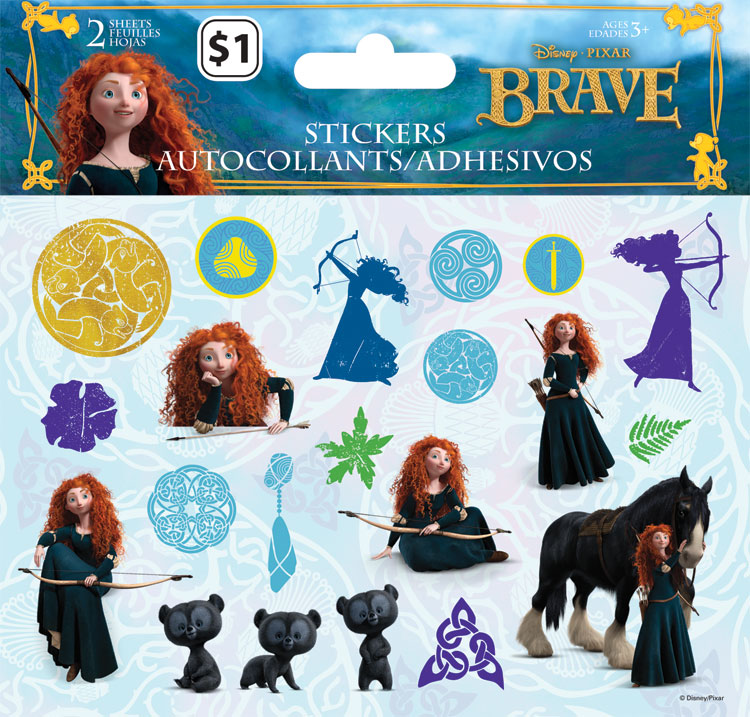 2 SHEETS
FEUILLES
HOJAS
$1
AGES
EDADES 3+
Disney · PIXAR
BRAVE
STICKERS
AUTOCOLLANTS/ADHESIVOS
© Disney/Pixar